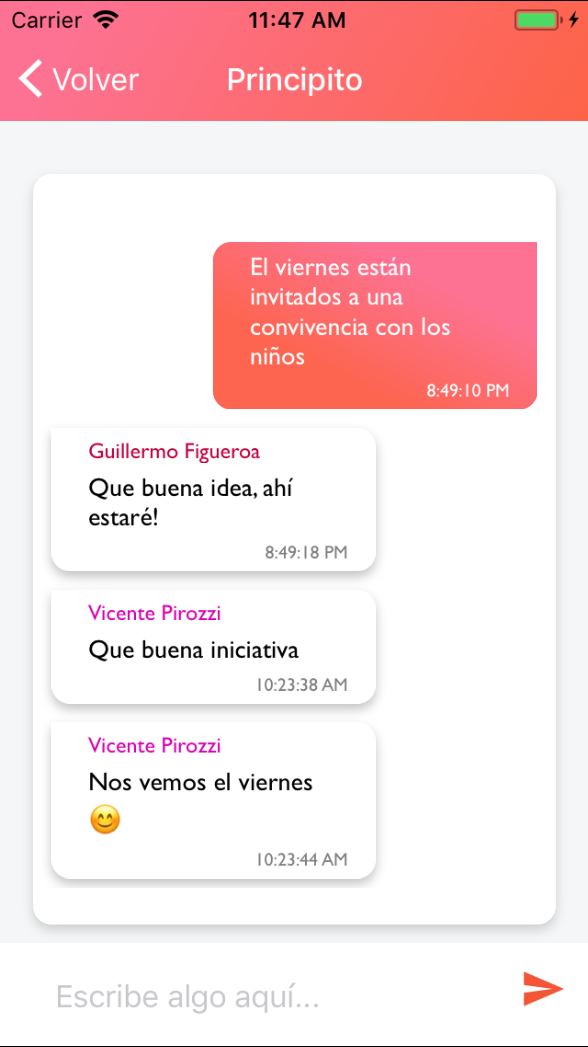 Carrier 11:47 AM
Volver Principito
El viernes están
invitados a una
convivencia con los
niños
8:49:10 PM
Guillermo Figueroa
Que buena idea, ahí
estaré!
8:49:18 PM
Vicente Pirozzi
Que buena iniciativa
10:23:38 AM
Vicente Pirozzi
Nos vemos el viernes
😊
10:23:44 AM
Escribe algo aquí...